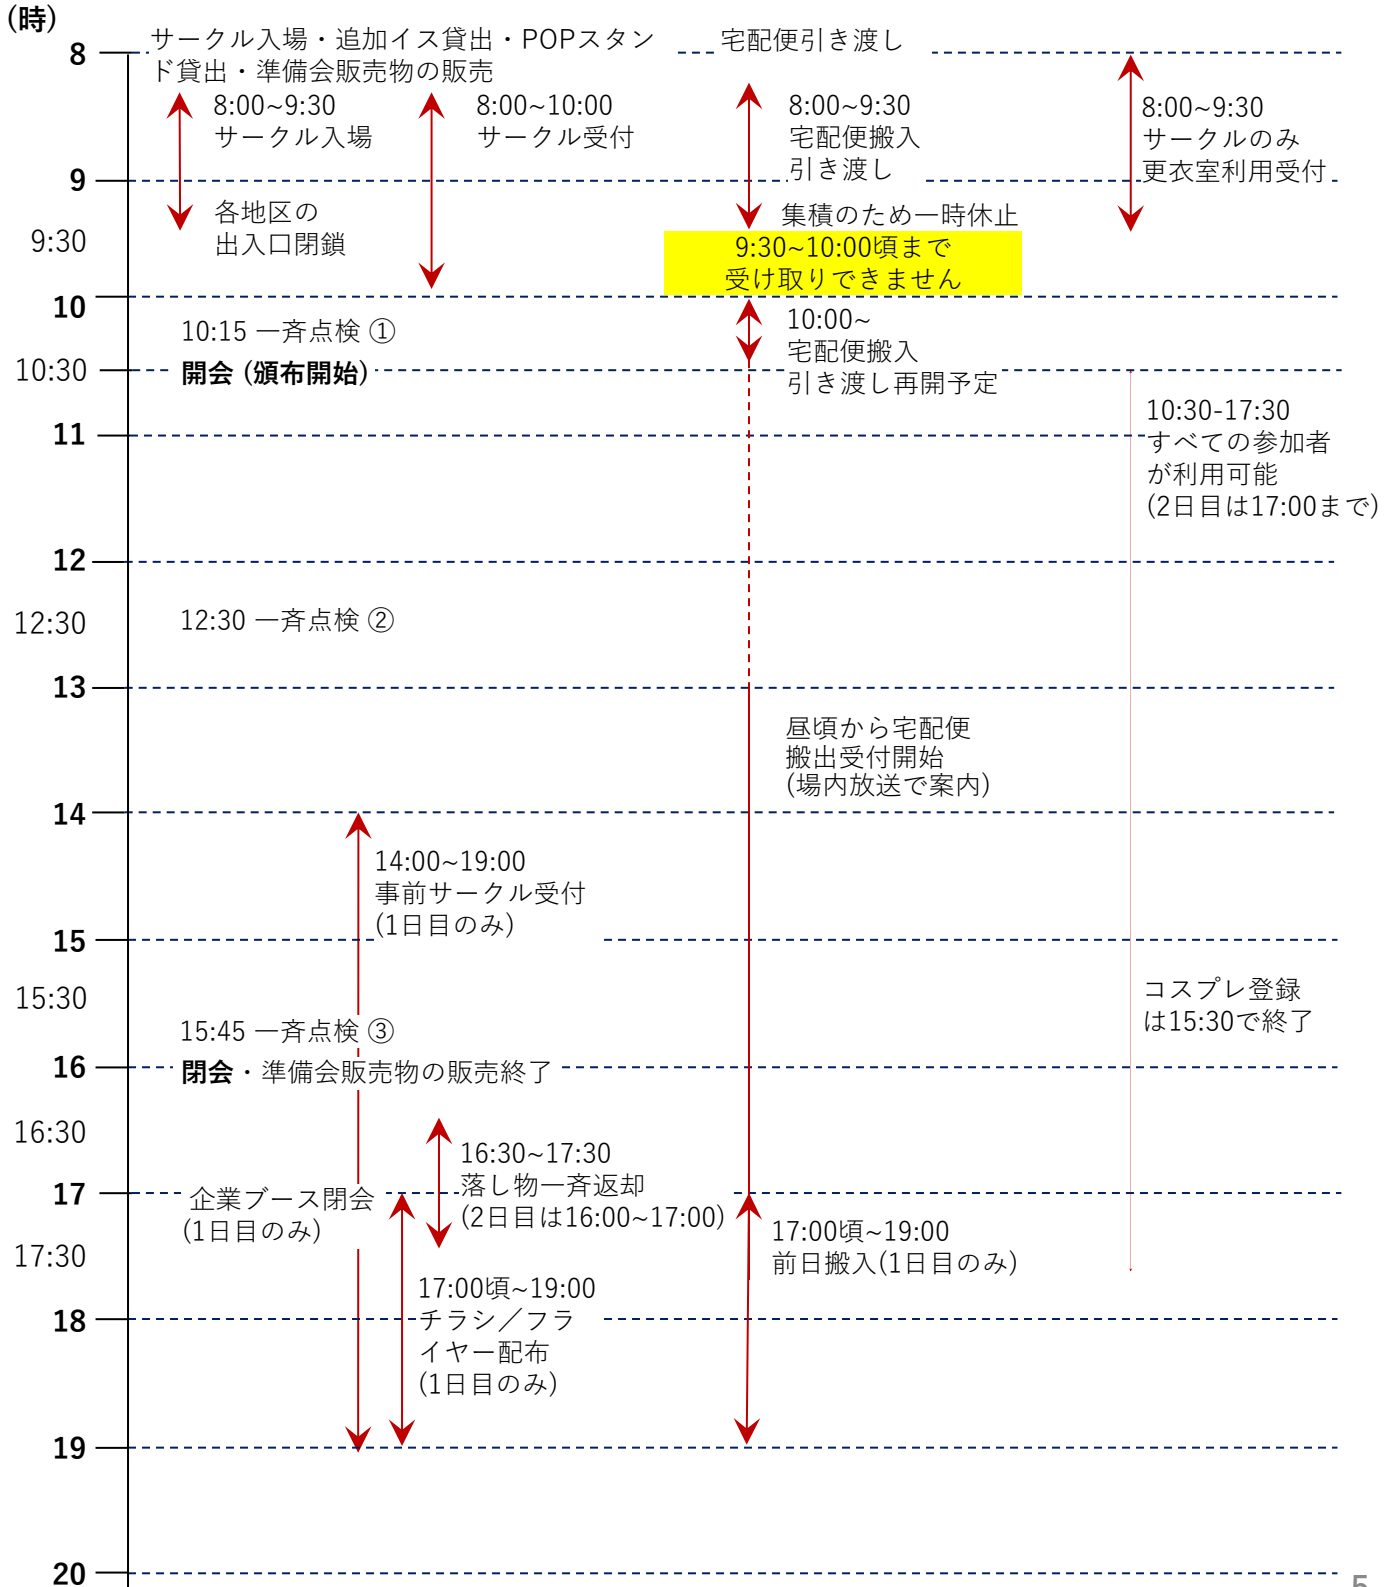 (時)
8
サークル入場・追加イス貸出・POPスタン
ド貸出・準備会販売物の販売
宅配便引き渡し
8:00~9:30
サークル入場
8:00~10:00
サークル受付
8:00~9:30
宅配便搬入
引き渡し
8:00~9:30
サークルのみ
更衣室利用受付
9
各地区の
出入口閉鎖
集積のため一時休止
9:30
9:30~10:00頃まで
受け取りできません
10
10:15 一斉点検 ①
10:00~
宅配便搬入
引き渡し再開予定
10:30
開会 (頒布開始)
10:30-17:30
すべての参加者
が利用可能
(2日目は17:00まで)
11
12
12:30
12:30 一斉点検 ②
13
昼頃から宅配便
搬出受付開始
(場内放送で案内)
14
14:00~19:00
事前サークル受付
(1日目のみ)
15
15:30
コスプレ登録
は15:30で終了
15:45 一斉点検 ③
16
閉会・準備会販売物の販売終了
16:30
16:30~17:30
落し物一斉返却
(2日目は16:00~17:00)
17
企業ブース閉会
(1日目のみ)
17:00頃~19:00
前日搬入(1日目のみ)
17:30
17:00頃~19:00
チラシ／フラ
イヤー配布
(1日目のみ)
18
19
20
5